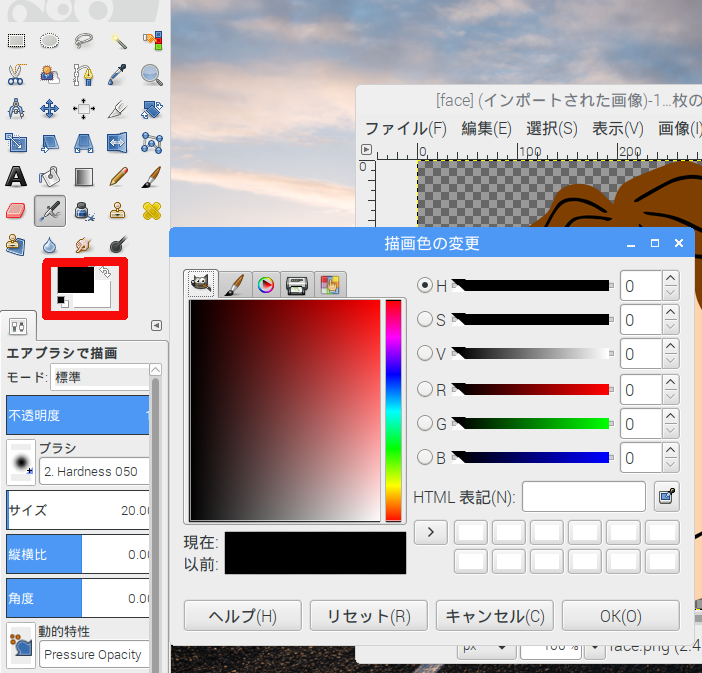 [face] (インポートされた画像)-1...枚の
ファイル(F) 編集(E) 選択(S) 表示(V) 画像(I)
0 100 200
0
描画色の変更
H 0
S 0
V 0
R 0
G 0
B 0
HTML 表記(N):
現在:
以前:
ヘルプ(H) リセット(R) キャンセル(C) OK(O)
エアブラシで描画
モード: 標準
不透明度 1
ブラシ
2. Hardness 050
サイズ 20.00
縦横比 0.00
角度 0.00
動的特性
Pressure Opacity
px 100 % face.png (2.4